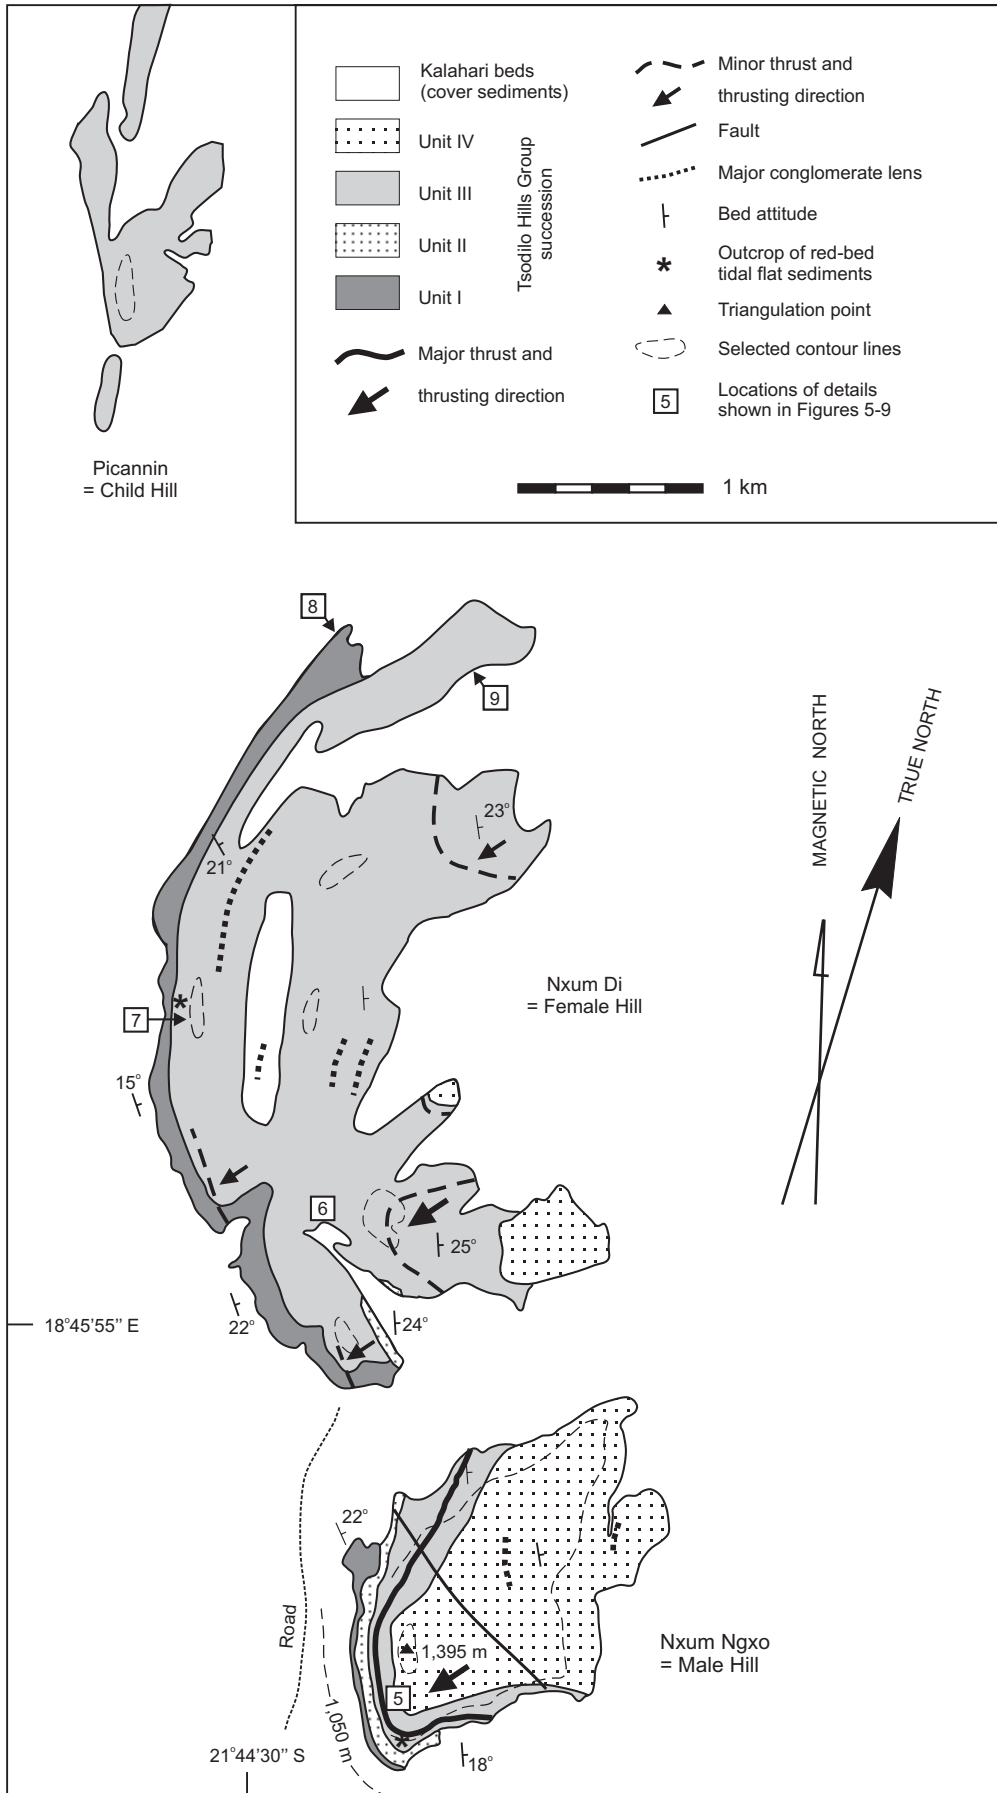 Kalahari beds
(cover sediments)
Unit IV
Unit III
Unit II
Unit I
Tsodilo Hills Group
succession
Major thrust and
thrusting direction
Minor thrust and
thrusting direction
Fault
Major conglomerate lens
Bed attitude
Outcrop of red-bed
tidal flat sediments
Triangulation point
Selected contour lines
5
Locations of details
shown in Figures 5-9
1 km
Picannin
= Child Hill
8
9
MAGNETIC NORTH
TRUE NORTH
23°
21°
Nxum Di
= Female Hill
7
15°
6
25°
22°
24°
18°45'55" E
22°
Road
1,395 m
Nxum Ngxo
= Male Hill
5
1,050 m
21°44'30" S
18°